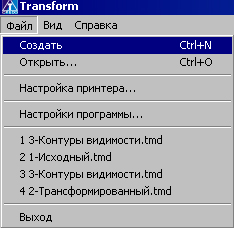 Transform
Файл Вид Справка
Создать Ctrl+N
Открыть... Ctrl+O
Настройка принтера...
Настройки программы...
1 3-Контуры видимости.tmd
2 1-Исходный.tmd
3 3-Контуры видимости.tmd
4 2-Трансформированный.tmd
Выход